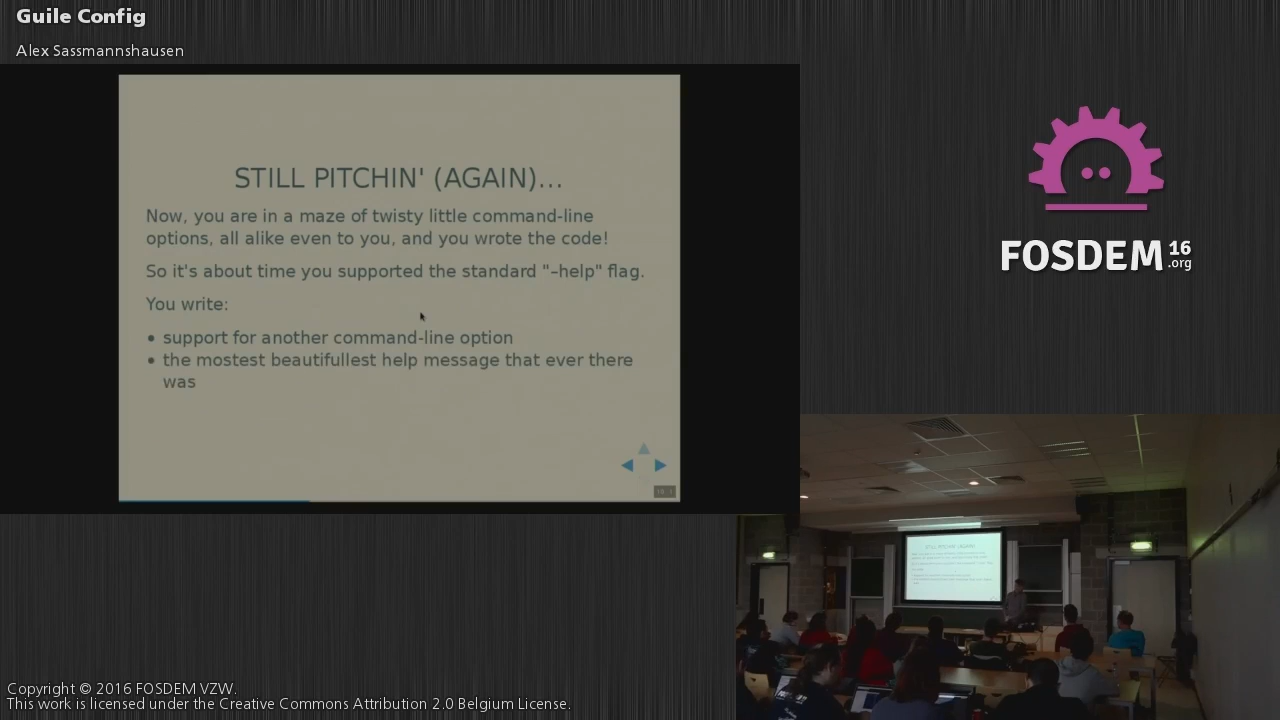 Guile Config
Alex Sassmannshausen
STILL PITCHIN' (AGAIN)...
Now, you are in a maze of twisty little command-line
options, all alike even to you, and you wrote the code!
So it's about time you supported the standard "–help" flag.
You write:
• support for another command-line option
• the mostest beautifullest help message that ever there
was
FOSDEM 16
.org
Copyright © 2016 FOSDEM VZW.
This work is licensed under the Creative Commons Attribution 2.0 Belgium License.